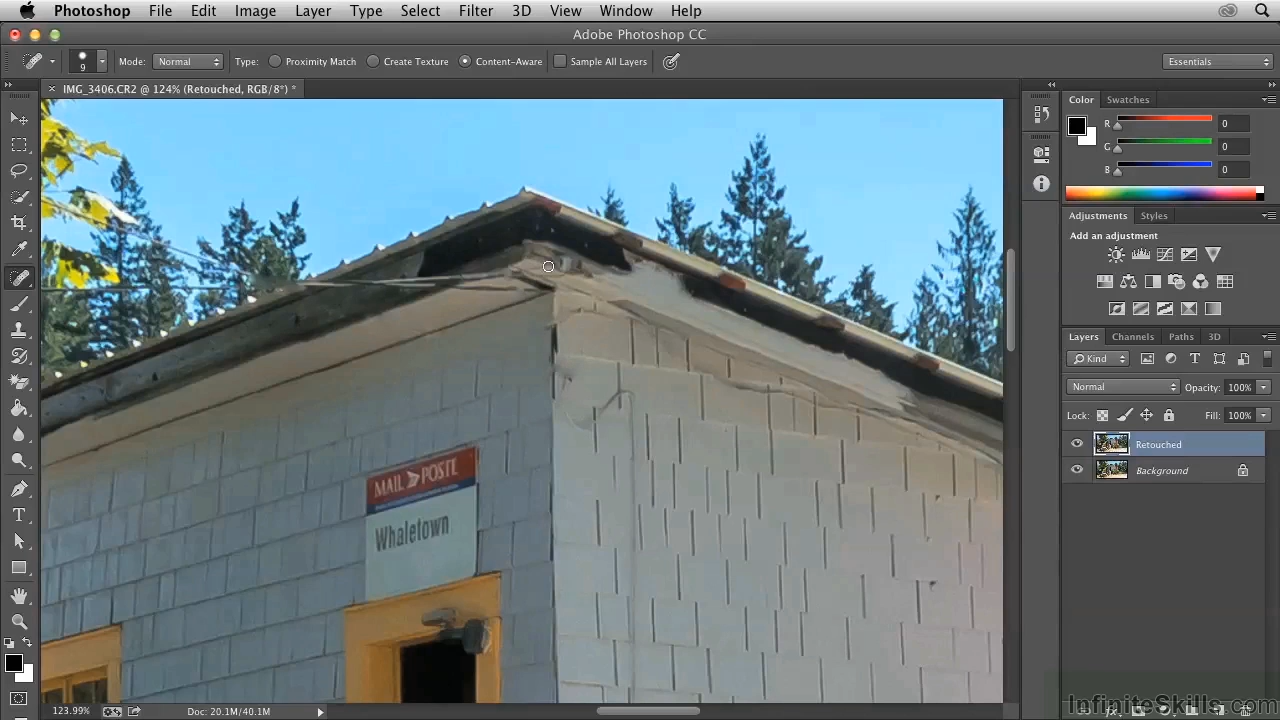 Photoshop File Edit Image Layer Type Select Filter 3D View Window Help
Adobe Photoshop CC
9 Mode: Normal Type: Proximity Match Create Texture Content-Aware Sample All Layers Essentials
IMG_3406.CR2 @ 124% (Retouched, RGB/8*) *
Color Swatches
R 0
G 0
B 0
Adjustments Styles
Add an adjustment
Layers Channels Paths 3D
Kind
Normal Opacity: 100%
Lock: Fill: 100%
Retouched
Background
MAIL POSTE
Whaletown
123.99% Doc: 20.1M/40.1M
InfiniteSkills.com